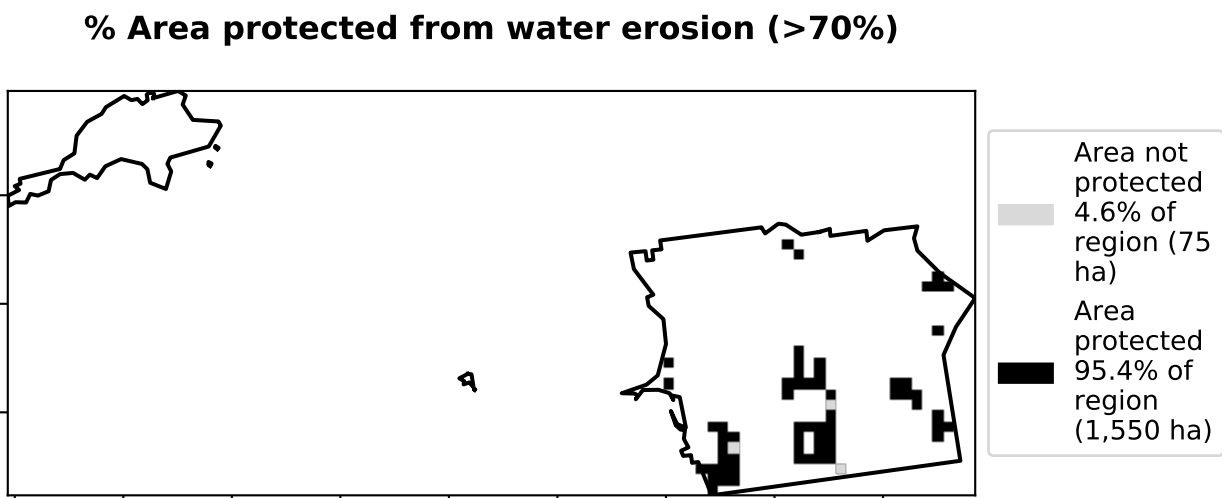 % Area protected from water erosion (>70%)
Area not
protected
4.6% of
region (75
ha)
Area
protected
95.4% of
region
(1,550 ha)